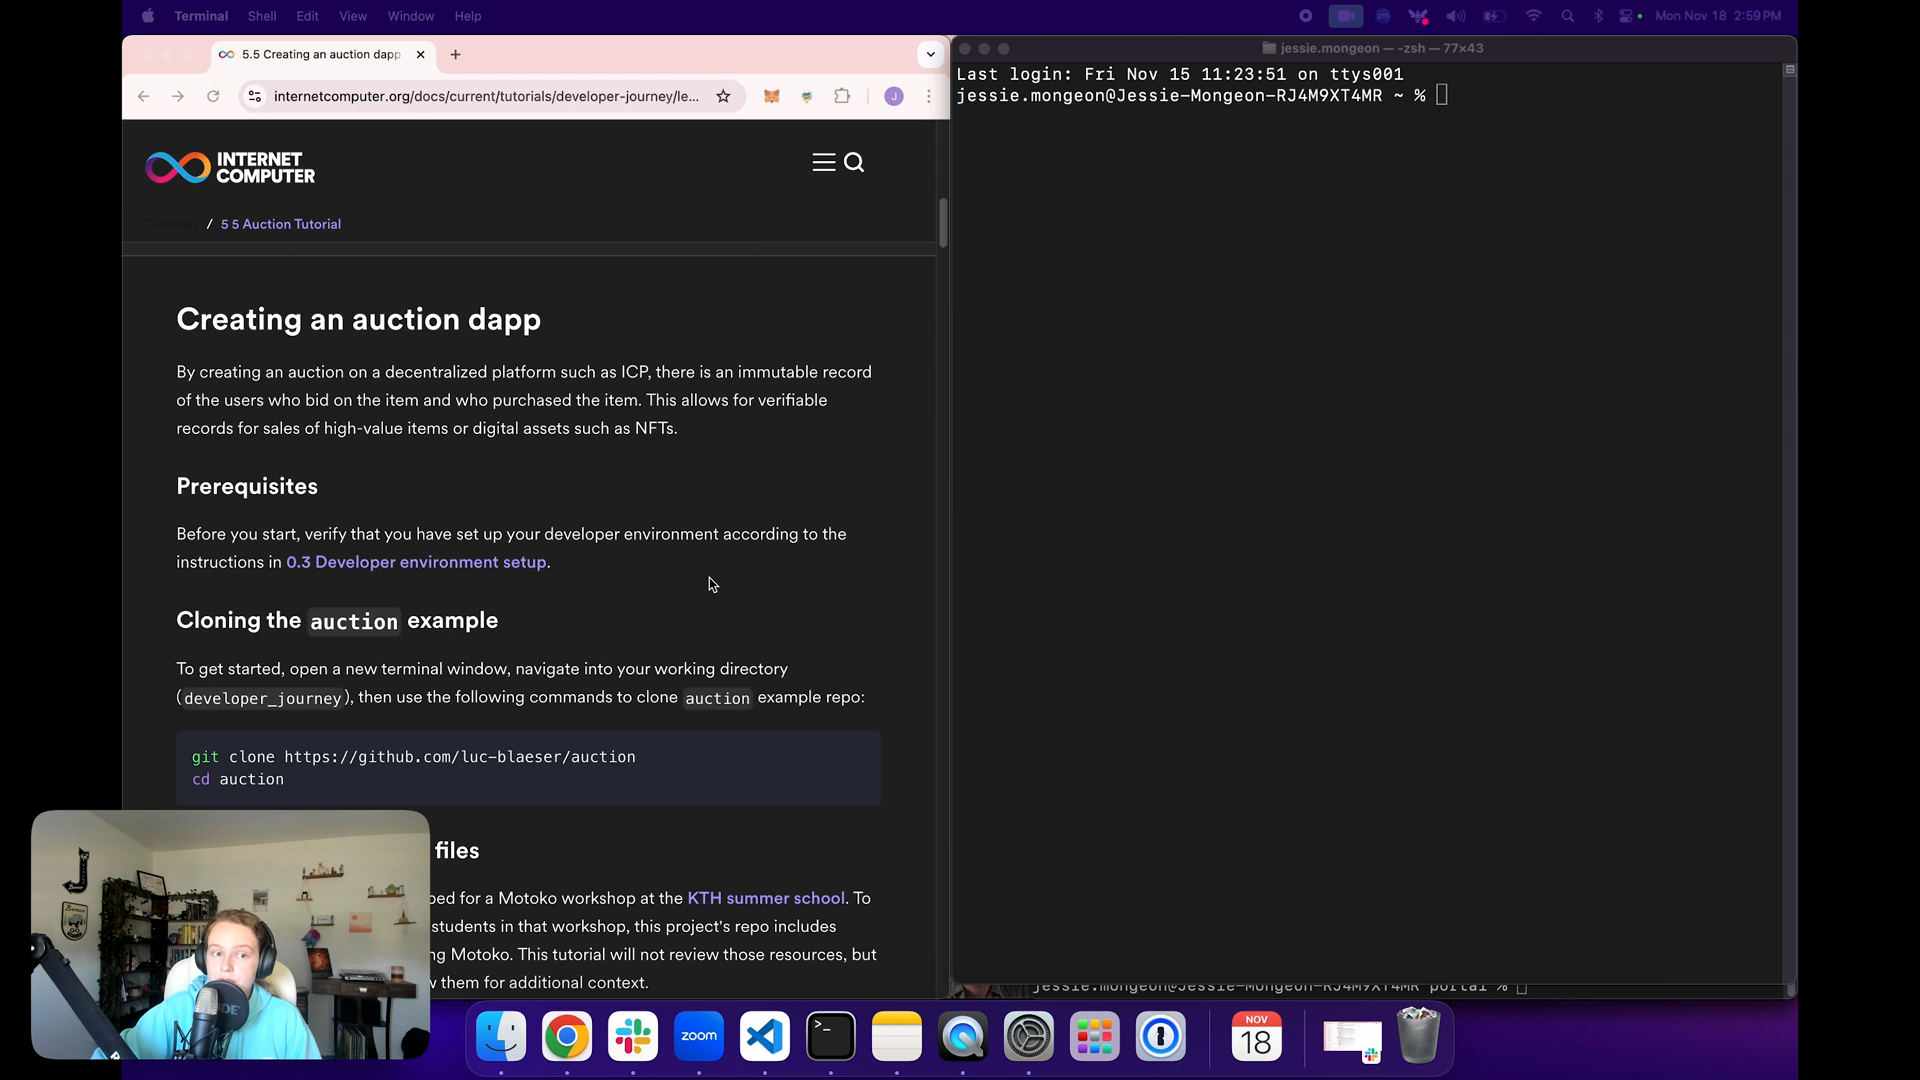 Terminal Shell Edit View Window Help
Mon Nov 18 2:59 PM
5.5 Creating an auction dapp
internetcomputer.org/docs/current/tutorials/developer-journey/le...
J
INTERNET
COMPUTER
Tutorials / 5 5 Auction Tutorial
Creating an auction dapp
By creating an auction on a decentralized platform such as ICP, there is an immutable record
of the users who bid on the item and who purchased the item. This allows for verifiable
records for sales of high-value items or digital assets such as NFTs.
Prerequisites
Before you start, verify that you have set up your developer environment according to the
instructions in 0.3 Developer environment setup.
Cloning the auction example
To get started, open a new terminal window, navigate into your working directory
(developer_journey), then use the following commands to clone auction example repo:
git clone https://github.com/luc-blaeser/auction
cd auction
files
ped for a Motoko workshop at the KTH summer school. To
students in that workshop, this project's repo includes
ng Motoko. This tutorial will not review those resources, but
w them for additional context.
jessie.mongeon — -zsh — 77×43
Last login: Fri Nov 15 11:23:51 on ttys001
jessie.mongeon@Jessie-Mongeon-RJ4M9XT4MR ~ %
jessie.mongeon@Jessie-Mongeon-RJ4M9XT4MR portal %
zoom
NOV
18